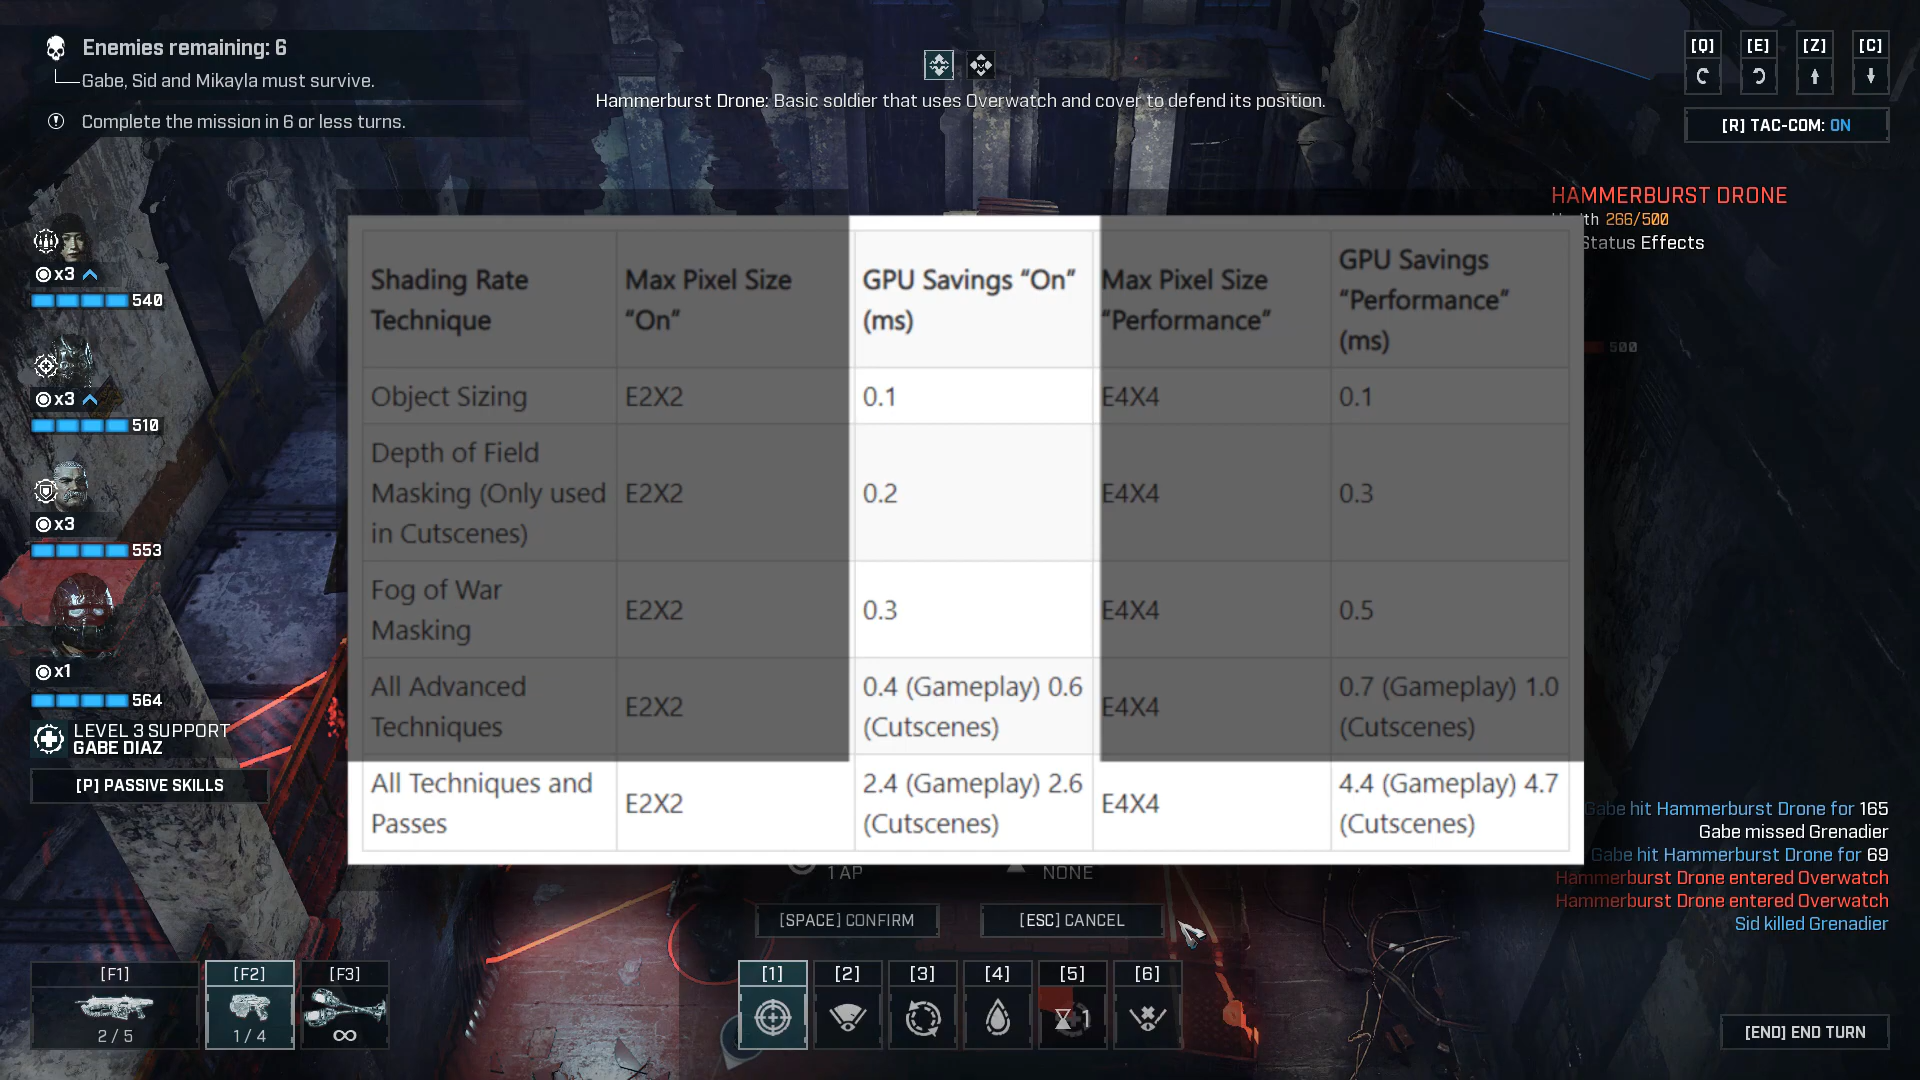 Enemies remaining: 6
Gabe, Sid and Mikayla must survive.
Complete the mission in 6 or less turns.
Hammerburst Drone: Basic soldier that uses Overwatch and cover to defend its position.
[Q] [E] [Z] [C]
[R] TAC-COM: ON
HAMMERBURST DRONE
266/500
Status Effects
500
x3
540
x3
510
x3
553
x1
564
LEVEL 3 SUPPORT
GABE DIAZ
[P] PASSIVE SKILLS
Shading Rate Technique
Max Pixel Size "On"
GPU Savings "On" (ms)
Max Pixel Size "Performance"
GPU Savings "Performance" (ms)
Object Sizing
E2X2
0.1
E4X4
0.1
Depth of Field Masking (Only used in Cutscenes)
E2X2
0.2
E4X4
0.3
Fog of War Masking
E2X2
0.3
E4X4
0.5
All Advanced Techniques
E2X2
0.4 (Gameplay) 0.6 (Cutscenes)
E4X4
0.7 (Gameplay) 1.0 (Cutscenes)
All Techniques and Passes
E2X2
2.4 (Gameplay) 2.6 (Cutscenes)
E4X4
4.4 (Gameplay) 4.7 (Cutscenes)
Gabe hit Hammerburst Drone for 165
Gabe missed Grenadier
Gabe hit Hammerburst Drone for 69
Hammerburst Drone entered Overwatch
Hammerburst Drone entered Overwatch
Sid killed Grenadier
1 AP
NONE
[SPACE] CONFIRM
[ESC] CANCEL
[F1] [F2] [F3]
2 / 5
1 / 4
∞
[1] [2] [3] [4] [5] [6]
1
[END] END TURN